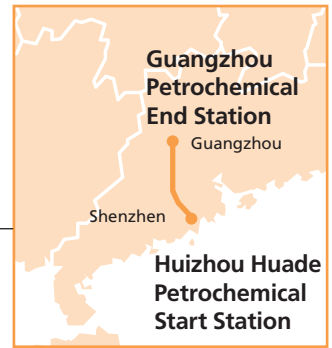 Guangzhou
Petrochemical
End Station
Guangzhou
Shenzhen
Huizhou Huade
Petrochemical
Start Station